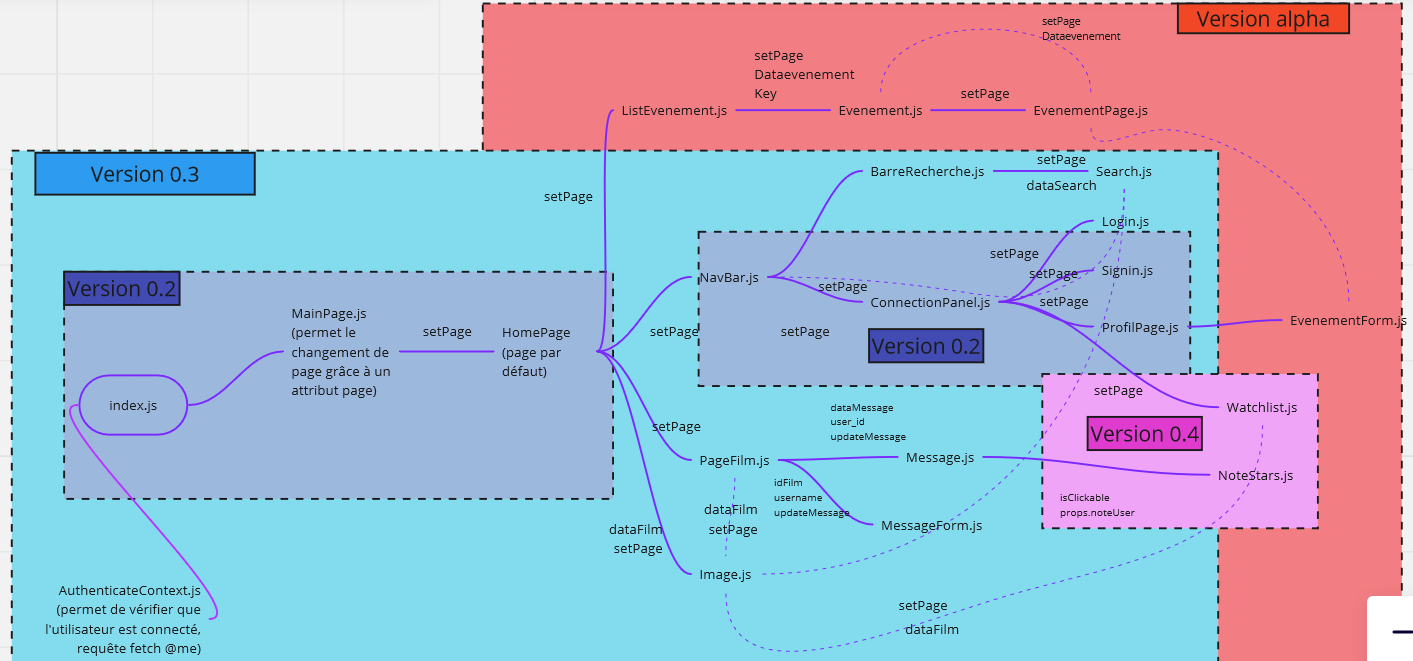 Version alpha
setPage
Dataevenement
setPage
Dataevenement
Key
setPage
ListEvenement.js
Evenement.js
EvenementPage.js
Version 0.3
setPage
BarreRecherche.js
setPage
dataSearch
Search.js
Login.js
setPage
NavBar.js
setPage
setPage
Signin.js
ConnectionPanel.js
setPage
ProfilPage.js
EvenementForm.js
setPage
setPage
Version 0.2
Version 0.2
MainPage.js
(permet le
changement de
page grâce à un
attribut page)
setPage
HomePage
(page par
défaut)
index.js
setPage
Watchlist.js
Version 0.4
NoteStars.js
isClickable
props.noteUser
setPage
dataMessage
user_id
updateMessage
PageFilm.js
Message.js
idFilm
username
updateMessage
MessageForm.js
dataFilm
setPage
dataFilm
setPage
Image.js
setPage
dataFilm
AuthenticateContext.js
(permet de vérifier que
l'utilisateur est connecté,
requête fetch @me)